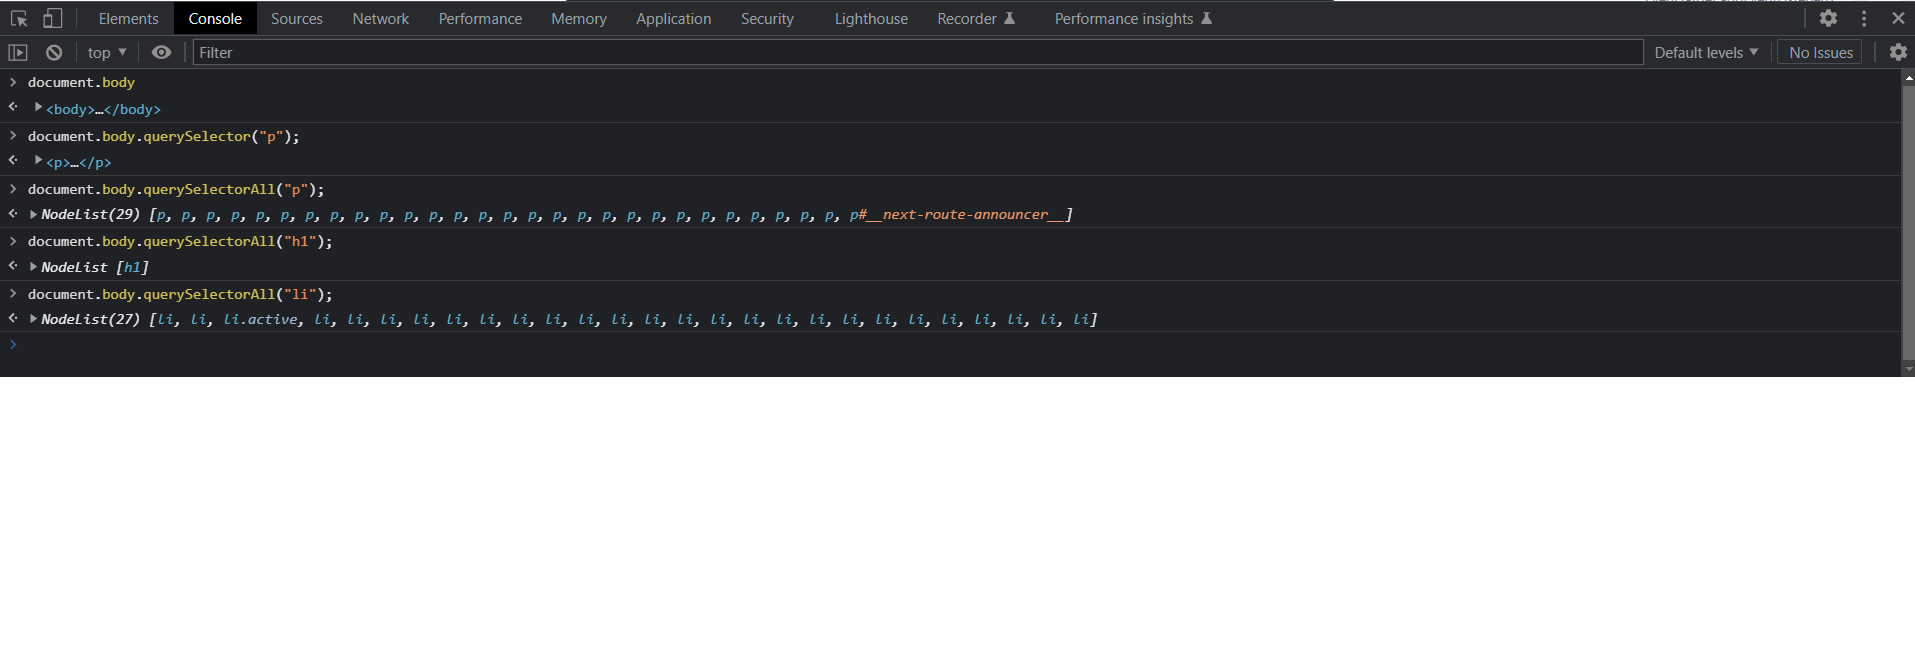 Elements Console Sources Network Performance Memory Application Security Lighthouse Recorder Performance insights
top Filter Default levels No Issues
document.body
<body>…</body>
document.body.querySelector("p");
<p>…</p>
document.body.querySelectorAll("p");
NodeList(29) [p, p, p, p, p, p, p, p, p, p, p, p, p, p, p, p, p, p, p, p, p, p, p, p, p, p, p, p, p#__next-route-announcer__]
document.body.querySelectorAll("h1");
NodeList [h1]
document.body.querySelectorAll("li");
NodeList(27) [li, li, li.active, li, li, li, li, li, li, li, li, li, li, li, li, li, li, li, li, li, li, li, li, li, li, li, li]